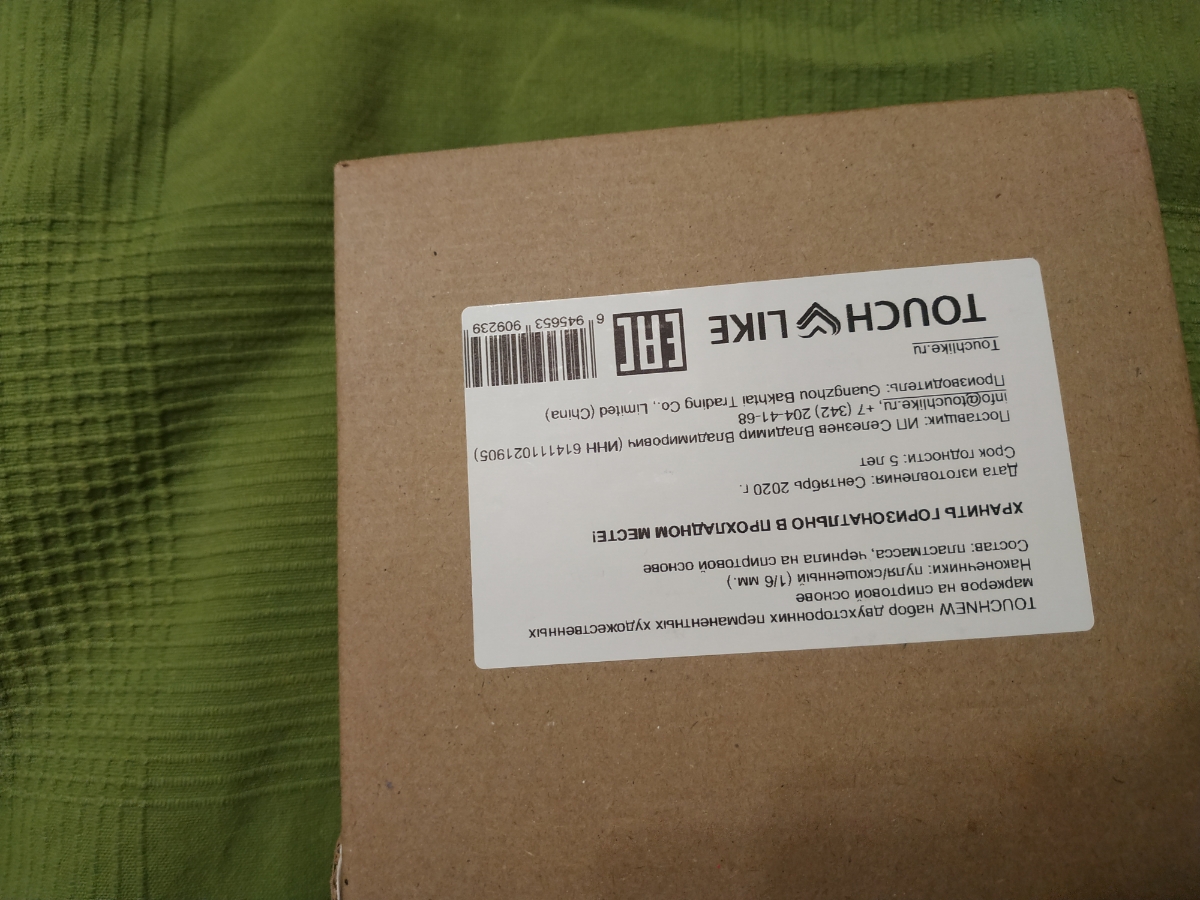 TOUCHNEW набор двухсторонних перманентных художественных
маркеров на спиртовой основе
Наконечники: пуля/скошенный (1/6 мм.)
Состав: пластмасса, чернила на спиртовой основе
ХРАНИТЬ ГОРИЗОНАТЛЬНО В ПРОХЛАДНОМ МЕСТЕ!
Дата изготовления: Сентябрь 2020 г.
Срок годности: 5 лет
Поставщик: ИП Селезнев Владимир Владимирович (ИНН 614111021905)
info@touchlike.ru, +7 (342) 204-41-68
Производитель: Guangzhou Bakhtai Trading Co., Limited (China)
Touchlike.ru
TOUCH LIKE
EAC
6 945653 909239